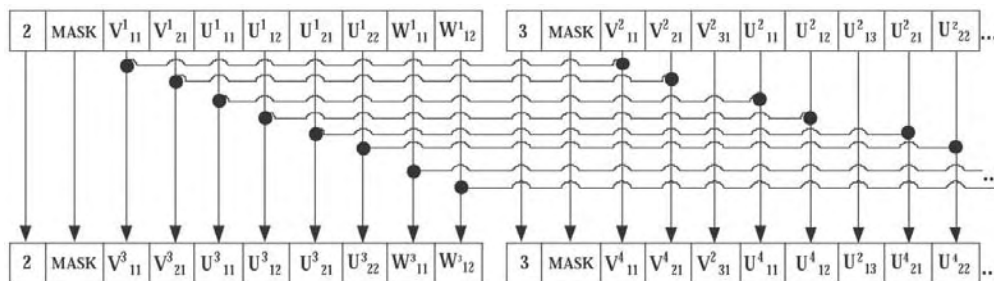 2 MASK V¹₁₁ V¹₂₁ U¹₁₁ U¹₁₂ U¹₂₁ U¹₂₂ W¹₁₁ W¹₁₂ 3 MASK V²₁₁ V²₂₁ V²₃₁ U²₁₁ U²₁₂ U²₁₃ U²₂₁ U²₂₂ ...
...
2 MASK V³₁₁ V³₂₁ U³₁₁ U³₁₂ U³₂₁ U³₂₂ W³₁₁ W³₁₂ 3 MASK V⁴₁₁ V⁴₂₁ V²₃₁ U⁴₁₁ U⁴₁₂ U²₁₃ U⁴₂₁ U⁴₂₂ ...